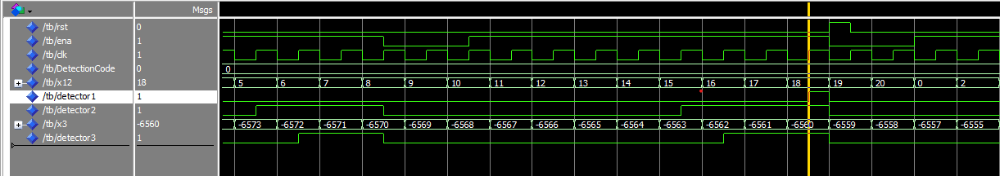 Msgs
/tb/rst 0
/tb/ena 1
/tb/clk 1
/tb/DetectionCode 0 0
/tb/x12 18 5 6 7 8 9 10 11 12 13 14 15 16 17 18 19 20 0 2
/tb/detector1 1
/tb/detector2 1
/tb/x3 -6560 -6573 -6572 -6571 -6570 -6569 -6568 -6567 -6566 -6565 -6564 -6563 -6562 -6561 -6560 -6559 -6558 -6557 -6555
/tb/detector3 1